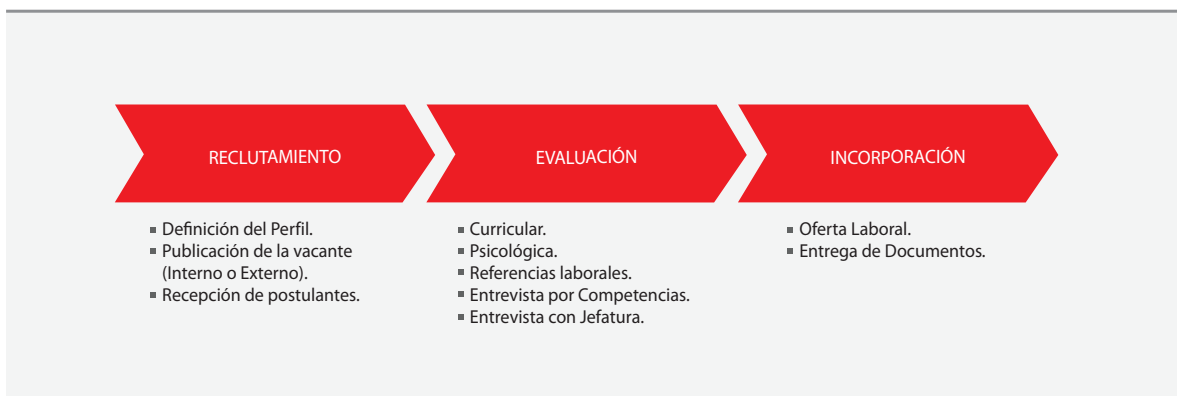 RECLUTAMIENTO
▪ Definición del Perfil.
▪ Publicación de la vacante
(Interno o Externo).
▪ Recepción de postulantes.
EVALUACIÓN
▪ Curricular.
▪ Psicológica.
▪ Referencias laborales.
▪ Entrevista por Competencias.
▪ Entrevista con Jefatura.
INCORPORACIÓN
▪ Oferta Laboral.
▪ Entrega de Documentos.